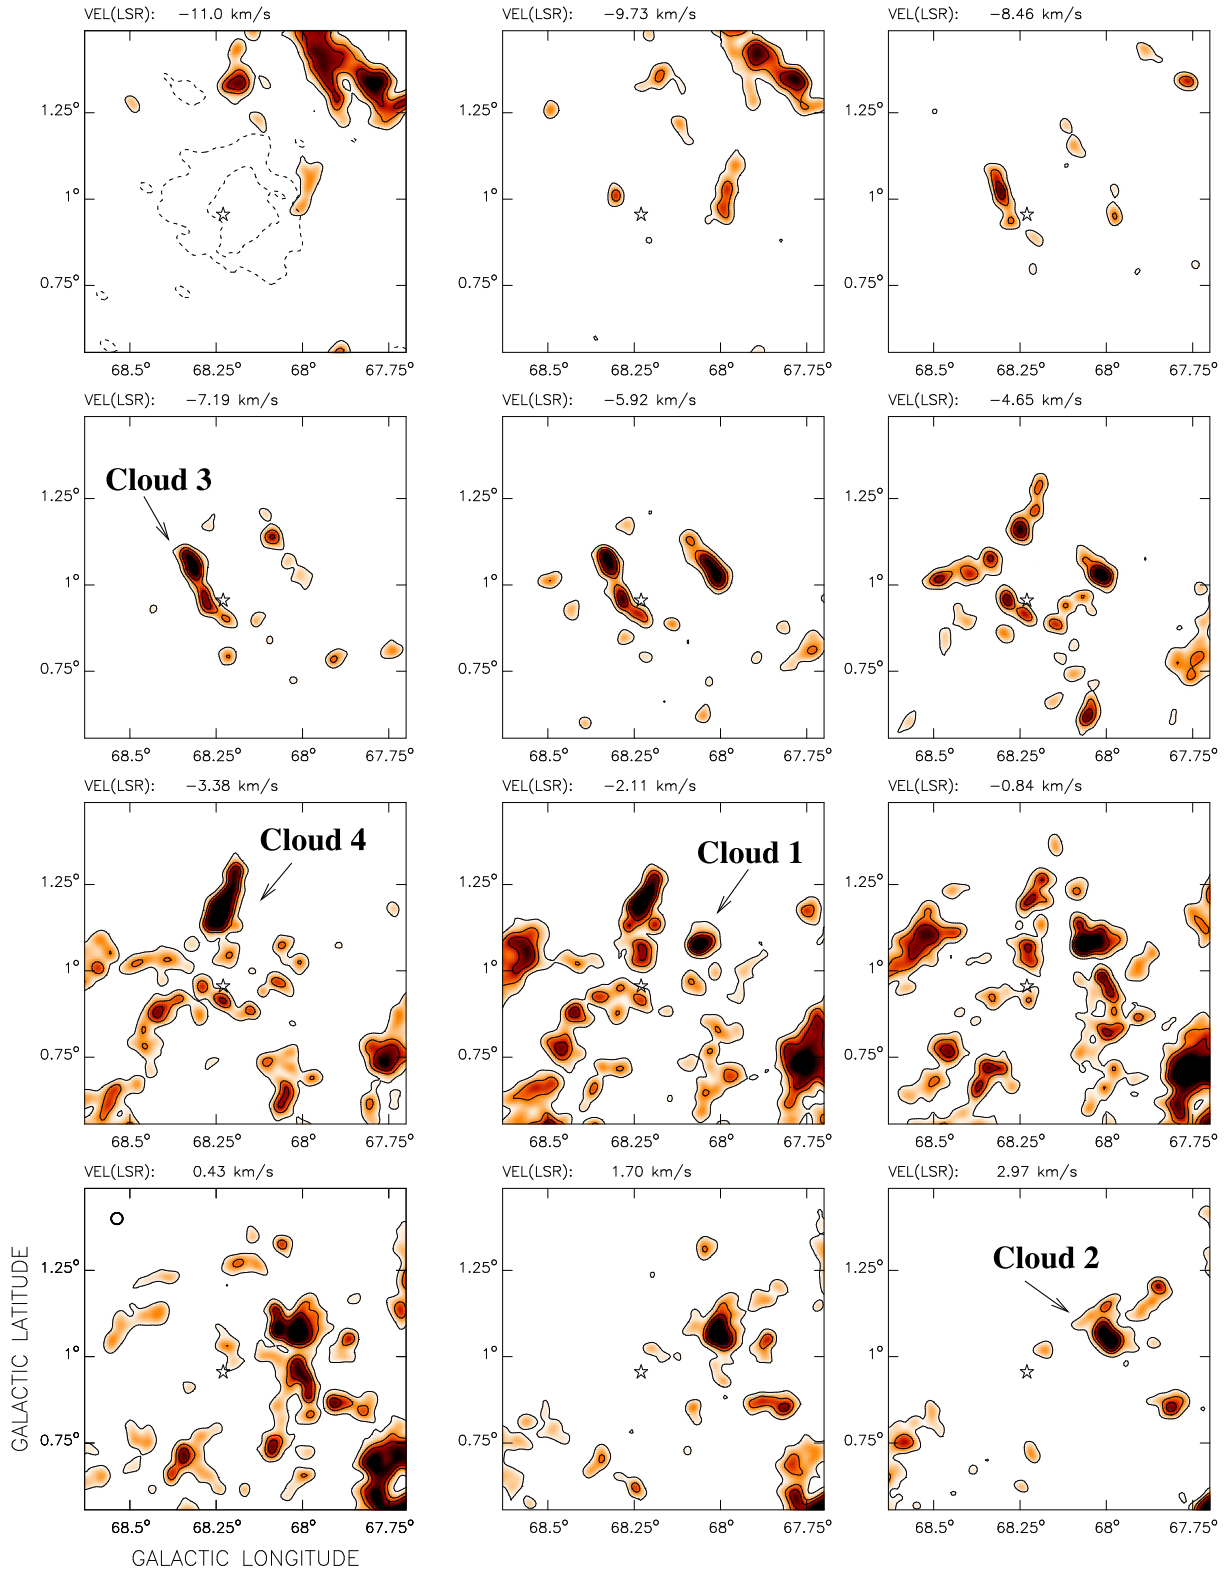 VEL(LSR): −11.0 km/s
VEL(LSR): −9.73 km/s
VEL(LSR): −8.46 km/s
1.25°
1°
0.75°
1.25°
1°
0.75°
1.25°
1°
0.75°
68.5° 68.25° 68° 67.75°
68.5° 68.25° 68° 67.75°
68.5° 68.25° 68° 67.75°
VEL(LSR): −7.19 km/s
VEL(LSR): −5.92 km/s
VEL(LSR): −4.65 km/s
Cloud 3
1.25°
1°
0.75°
1.25°
1°
0.75°
1.25°
1°
0.75°
68.5° 68.25° 68° 67.75°
68.5° 68.25° 68° 67.75°
68.5° 68.25° 68° 67.75°
VEL(LSR): −3.38 km/s
VEL(LSR): −2.11 km/s
VEL(LSR): −0.84 km/s
Cloud 4
Cloud 1
1.25°
1°
0.75°
1.25°
1°
0.75°
1.25°
1°
0.75°
68.5° 68.25° 68° 67.75°
68.5° 68.25° 68° 67.75°
68.5° 68.25° 68° 67.75°
VEL(LSR): 0.43 km/s
VEL(LSR): 1.70 km/s
VEL(LSR): 2.97 km/s
Cloud 2
1.25°
1°
0.75°
1.25°
1°
0.75°
1.25°
1°
0.75°
68.5° 68.25° 68° 67.75°
68.5° 68.25° 68° 67.75°
68.5° 68.25° 68° 67.75°
GALACTIC LATITUDE
GALACTIC LONGITUDE